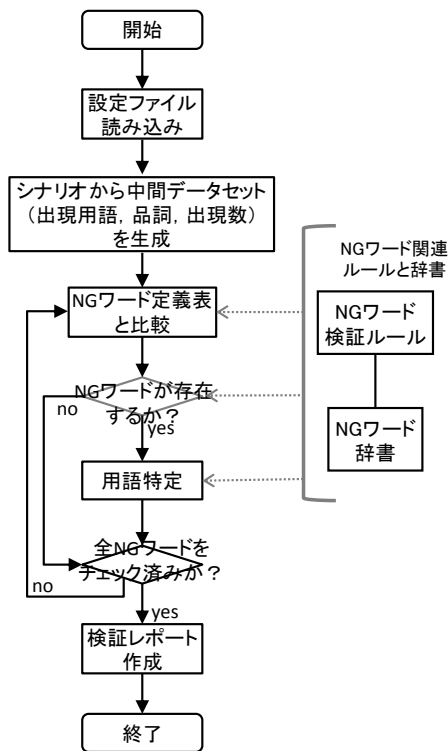 開始
設定ファイル
読み込み
シナリオから中間データセット
（出現用語，品詞，出現数）
を生成
NGワード関連
ルールと辞書
NGワード定義表
と比較
NGワード
検証ルール
NGワードが存在
するか？
no
yes
NGワード
辞書
用語特定
全NGワードを
チェック済みか？
no
yes
検証レポート
作成
終了